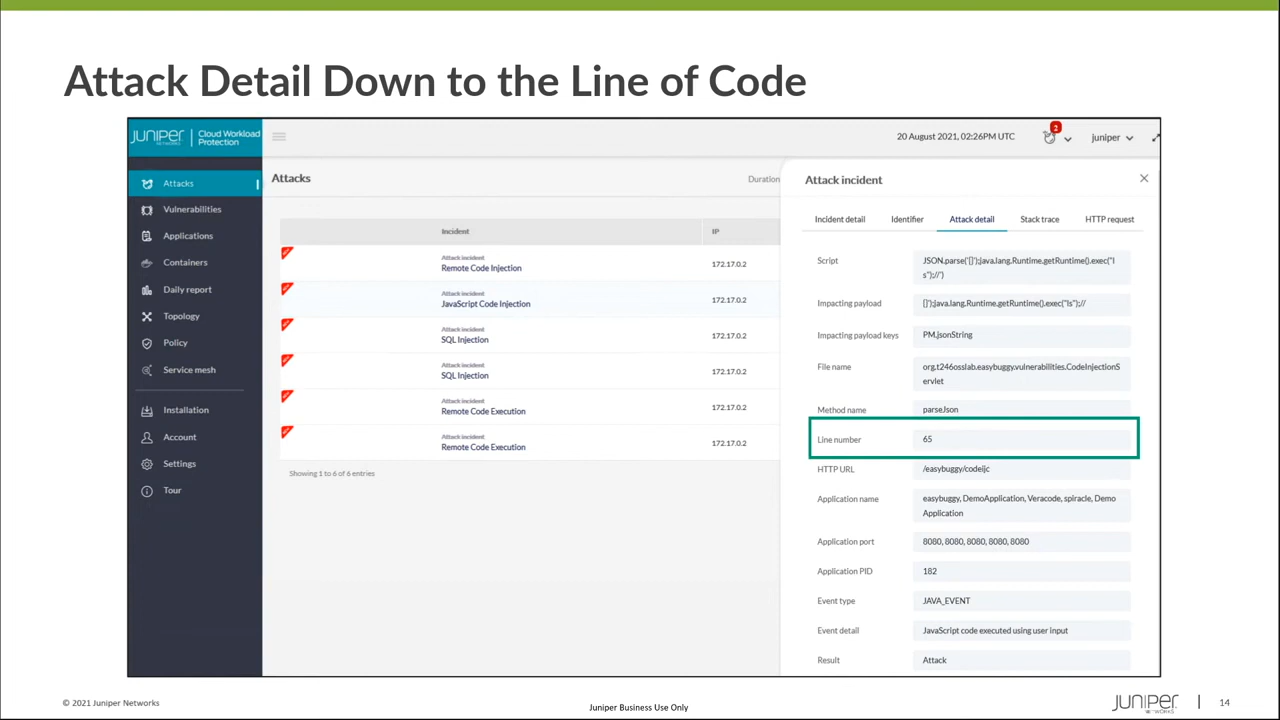 Attack Detail Down to the Line of Code
JUNIPER NETWORKS
Cloud Workload
Protection
20 August 2021, 02:26PM UTC
2
juniper
Attacks
Vulnerabilities
Applications
Containers
Daily report
Topology
Policy
Service mesh
Installation
Account
Settings
Tour
Attacks
Duration
Incident
IP
Attack incident
Remote Code Injection
172.17.0.2
Attack incident
JavaScript Code Injection
172.17.0.2
Attack incident
SQL Injection
172.17.0.2
Attack incident
SQL Injection
172.17.0.2
Attack incident
Remote Code Execution
172.17.0.2
Attack incident
Remote Code Execution
172.17.0.2
Showing 1 to 6 of 6 entries
Attack incident
Incident detail
Identifier
Attack detail
Stack trace
HTTP request
Script
JSON.parse('[]');java.lang.Runtime.getRuntime().exec("l
s");//')
Impacting payload
[]');java.lang.Runtime.getRuntime().exec("ls");//
Impacting payload keys
PM.jsonString
File name
org.t246osslab.easybuggy.vulnerabilities.CodeInjectionS
ervlet
Method name
parseJson
Line number
65
HTTP URL
/easybuggy/codeijc
Application name
easybuggy, DemoApplication, Veracode, spiracle, Demo
Application
Application port
8080, 8080, 8080, 8080, 8080
Application PID
182
Event type
JAVA_EVENT
Event detail
JavaScript code executed using user input
Result
Attack
© 2021 Juniper Networks
Juniper Business Use Only
JUNIPER NETWORKS
14